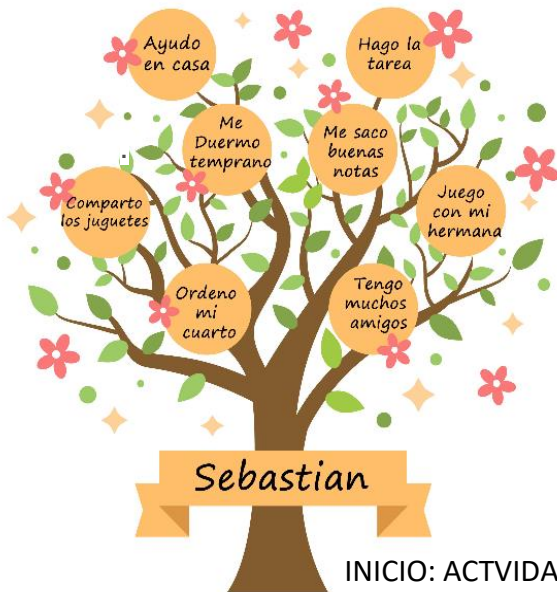 Ayudo
en casa
Hago la
tarea
Me
Duermo
temprano
Me saco
buenas
notas
Comparto
los juguetes
Juego
con mi
hermana
Ordeno
mi
cuarto
Tengo
muchos
amigos
Sebastian
INICIO: ACTVIDA